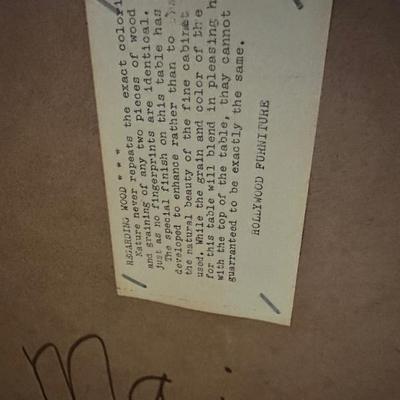 REGARDING WOOD * * *
Nature never repeats the exact colori
and graining of any two pieces of wood
just as no fingerprints are identical.
The special finish on this table has
developed to enhance rather than to
the natural beauty of the fine cabinet
used. While the grain and color of the
for this table will blend in pleasing h
with the top of the table, thay cannot
guarranteed to be exactly the same.
HOLLYWOOD FURNITURE
Ma